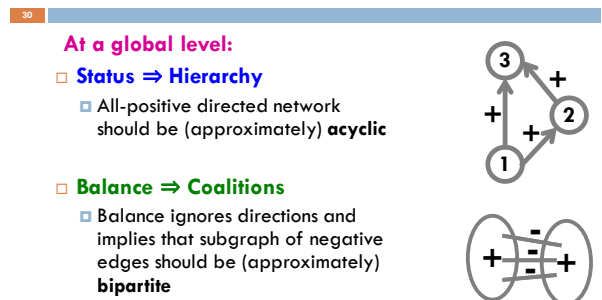 30
At a global level:
Status ⇒ Hierarchy
All-positive directed network
should be (approximately) acyclic
3
+
+
2
+
1
Balance ⇒ Coalitions
Balance ignores directions and
implies that subgraph of negative
edges should be (approximately)
bipartite
-
-
-
+
+